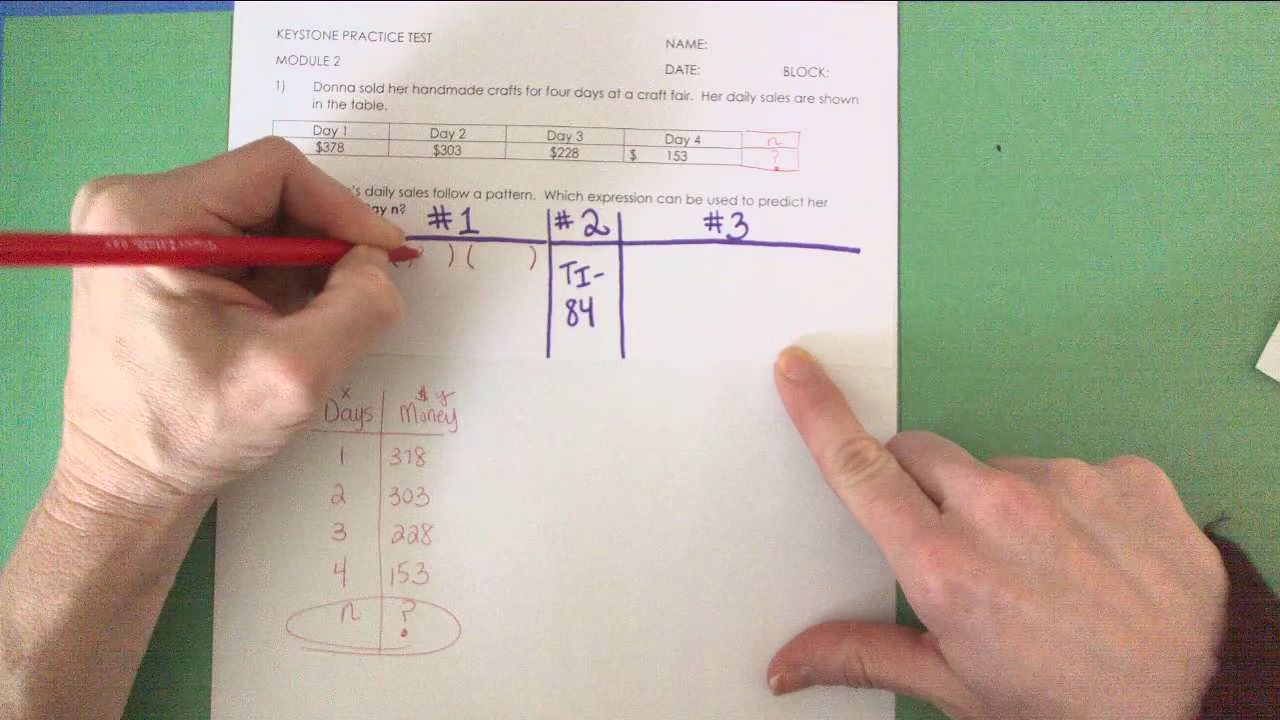 KEYSTONE PRACTICE TEST
NAME:
MODULE 2
DATE: BLOCK:
1) Donna sold her handmade crafts for four days at a craft fair. Her daily sales are shown
in the table.
Day 1 Day 2 Day 3 Day 4 n
$378 $303 $228 $ 153 ?
's daily sales follow a pattern. Which expression can be used to predict her
ay n?
#1 #2 #3
( ) ( )
TI-
84
x $ y
Days Money
1 378
2 303
3 228
4 153
n ?